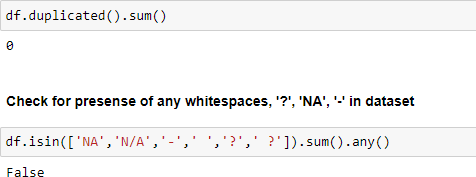 df.duplicated().sum()
0
Check for presense of any whitespaces, '?', 'NA', '-' in dataset
df.isin(['NA','N/A','-',' ','?',' ?']).sum().any()
False